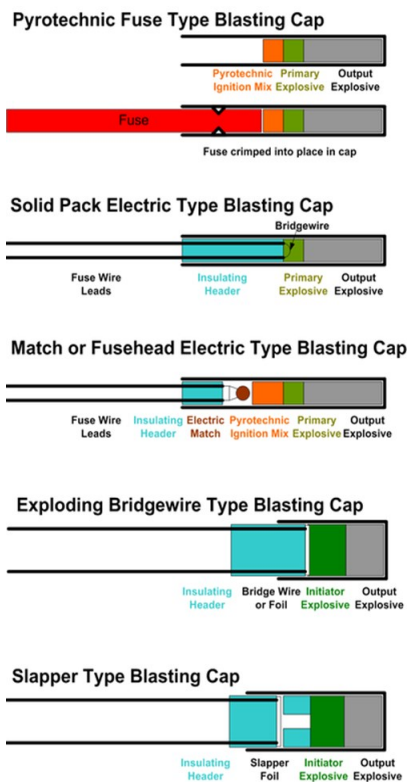 Pyrotechnic Fuse Type Blasting Cap
Pyrotechnic Primary Output
Ignition Mix Explosive Explosive
Fuse
Fuse crimped into place in cap
Solid Pack Electric Type Blasting Cap
Bridgewire
Fuse Wire Insulating Primary Output
Leads Header Explosive Explosive
Match or Fusehead Electric Type Blasting Cap
Fuse Wire Insulating Electric Pyrotechnic Primary Output
Leads Header Match Ignition Mix Explosive Explosive
Exploding Bridgewire Type Blasting Cap
Insulating Bridge Wire Initiator Output
Header or Foil Explosive Explosive
Slapper Type Blasting Cap
Insulating Slapper Initiator Output
Header Foil Explosive Explosive